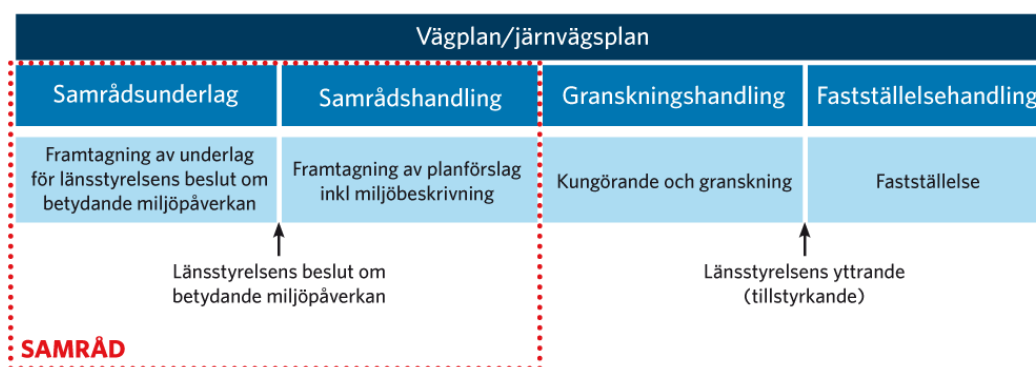 Vägplan/järnvägsplan
Samrådsunderlag
Samrådshandling
Granskningshandling
Fastställelsehandling
Framtagning av underlag
för länsstyrelsens beslut om
betydande miljöpåverkan
Framtagning av planförslag
inkl miljöbeskrivning
Kungörande och granskning
Fastställelse
Länsstyrelsens beslut om
betydande miljöpåverkan
Länsstyrelsens yttrande
(tillstyrkande)
SAMRÅD